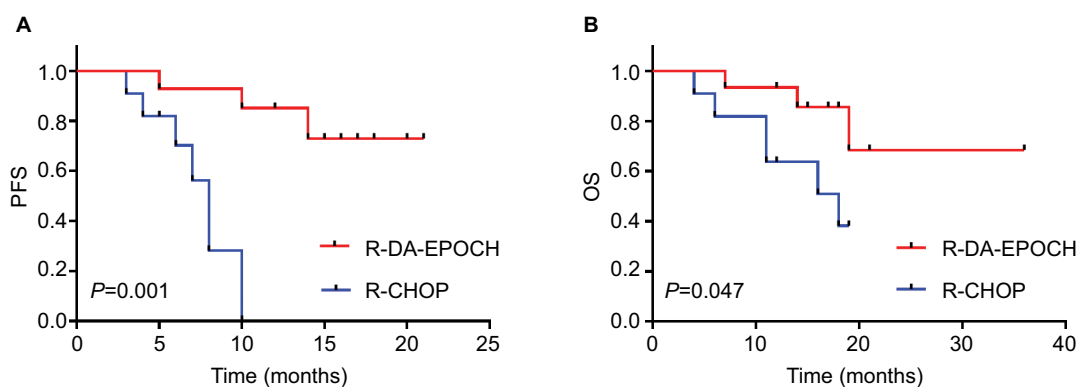 A
PFS
1.0
0.8
0.6
0.4
0.2
0.0
R-DA-EPOCH
R-CHOP
P=0.001
0 5 10 15 20 25
Time (months)
B
OS
1.0
0.8
0.6
0.4
0.2
0.0
R-DA-EPOCH
R-CHOP
P=0.047
0 10 20 30 40
Time (months)